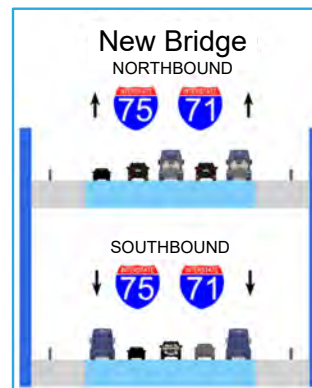 New Bridge
NORTHBOUND
INTERSTATE INTERSTATE
75 71
SOUTHBOUND
INTERSTATE INTERSTATE
75 71